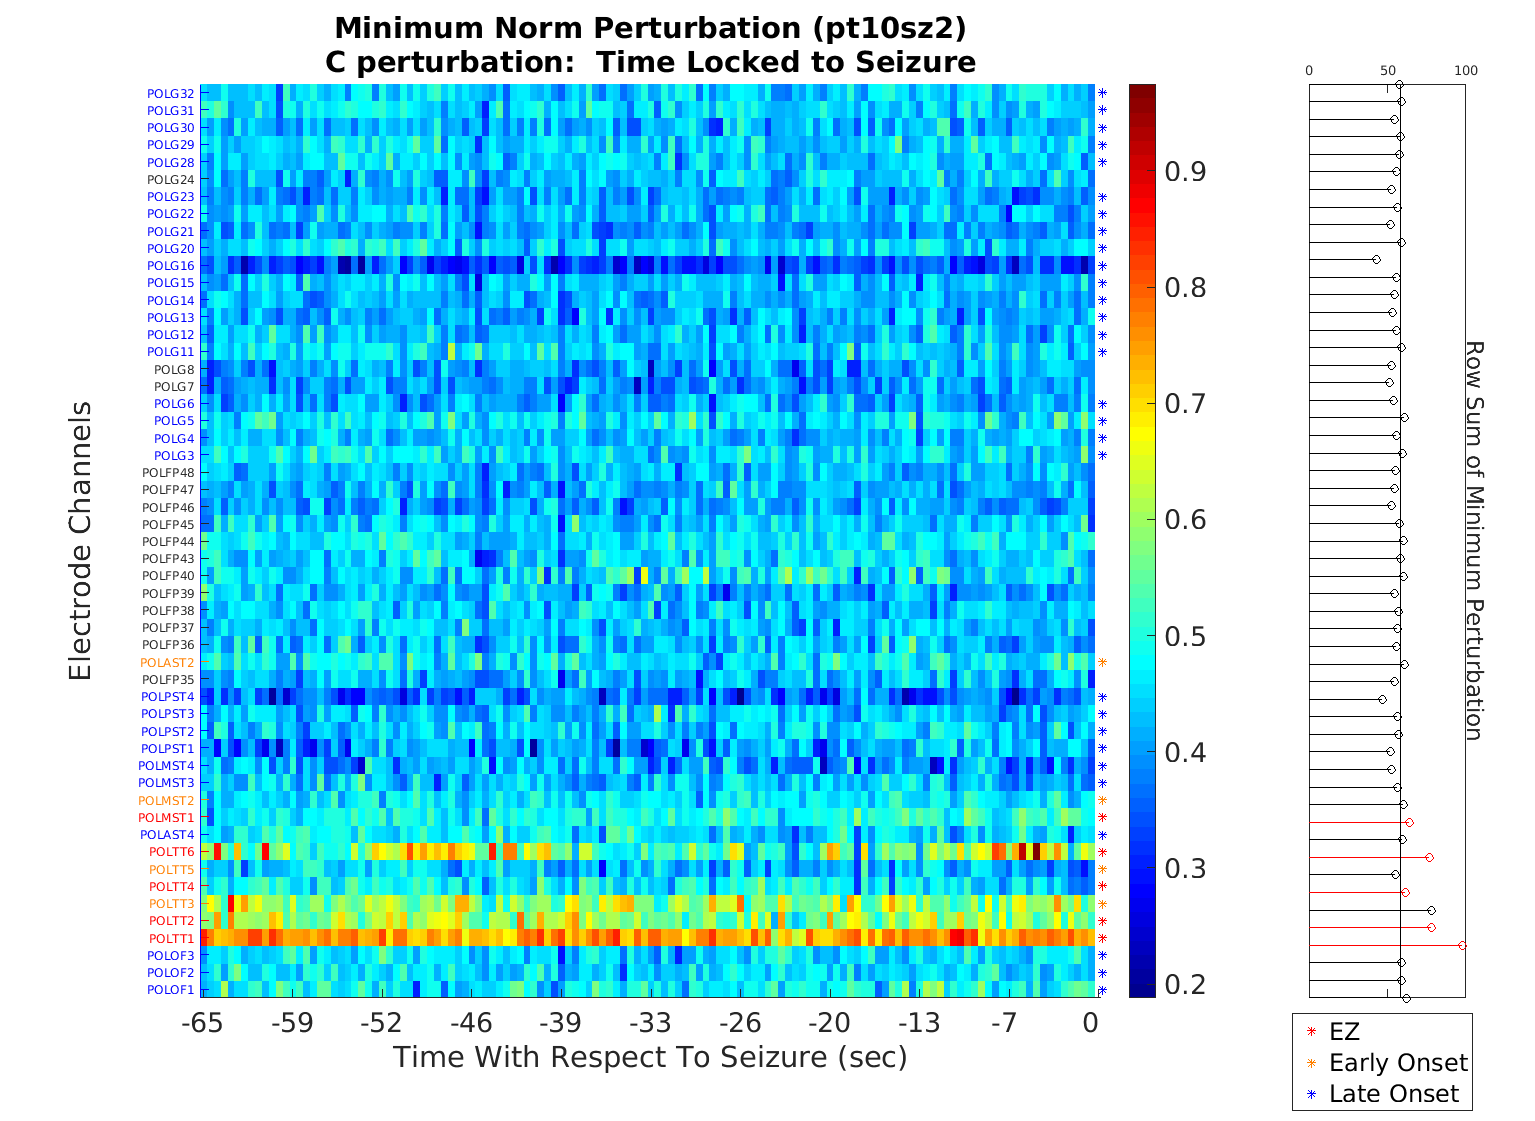 Minimum Norm Perturbation (pt10sz2)
C perturbation:  Time Locked to Seizure
Electrode Channels
POLG32
POLG31
POLG30
POLG29
POLG28
POLG24
POLG23
POLG22
POLG21
POLG20
POLG16
POLG15
POLG14
POLG13
POLG12
POLG11
POLG8
POLG7
POLG6
POLG5
POLG4
POLG3
POLFP48
POLFP47
POLFP46
POLFP45
POLFP44
POLFP43
POLFP40
POLFP39
POLFP38
POLFP37
POLFP36
POLAST2
POLFP35
POLPST4
POLPST3
POLPST2
POLPST1
POLMST4
POLMST3
POLMST2
POLMST1
POLAST4
POLTT6
POLTT5
POLTT4
POLTT3
POLTT2
POLTT1
POLOF3
POLOF2
POLOF1
-65 -59 -52 -46 -39 -33 -26 -20 -13 -7 0
Time With Respect To Seizure (sec)
0.9
0.8
0.7
0.6
0.5
0.4
0.3
0.2
0 50 100
Row Sum of Minimum Perturbation
EZ
Early Onset
Late Onset